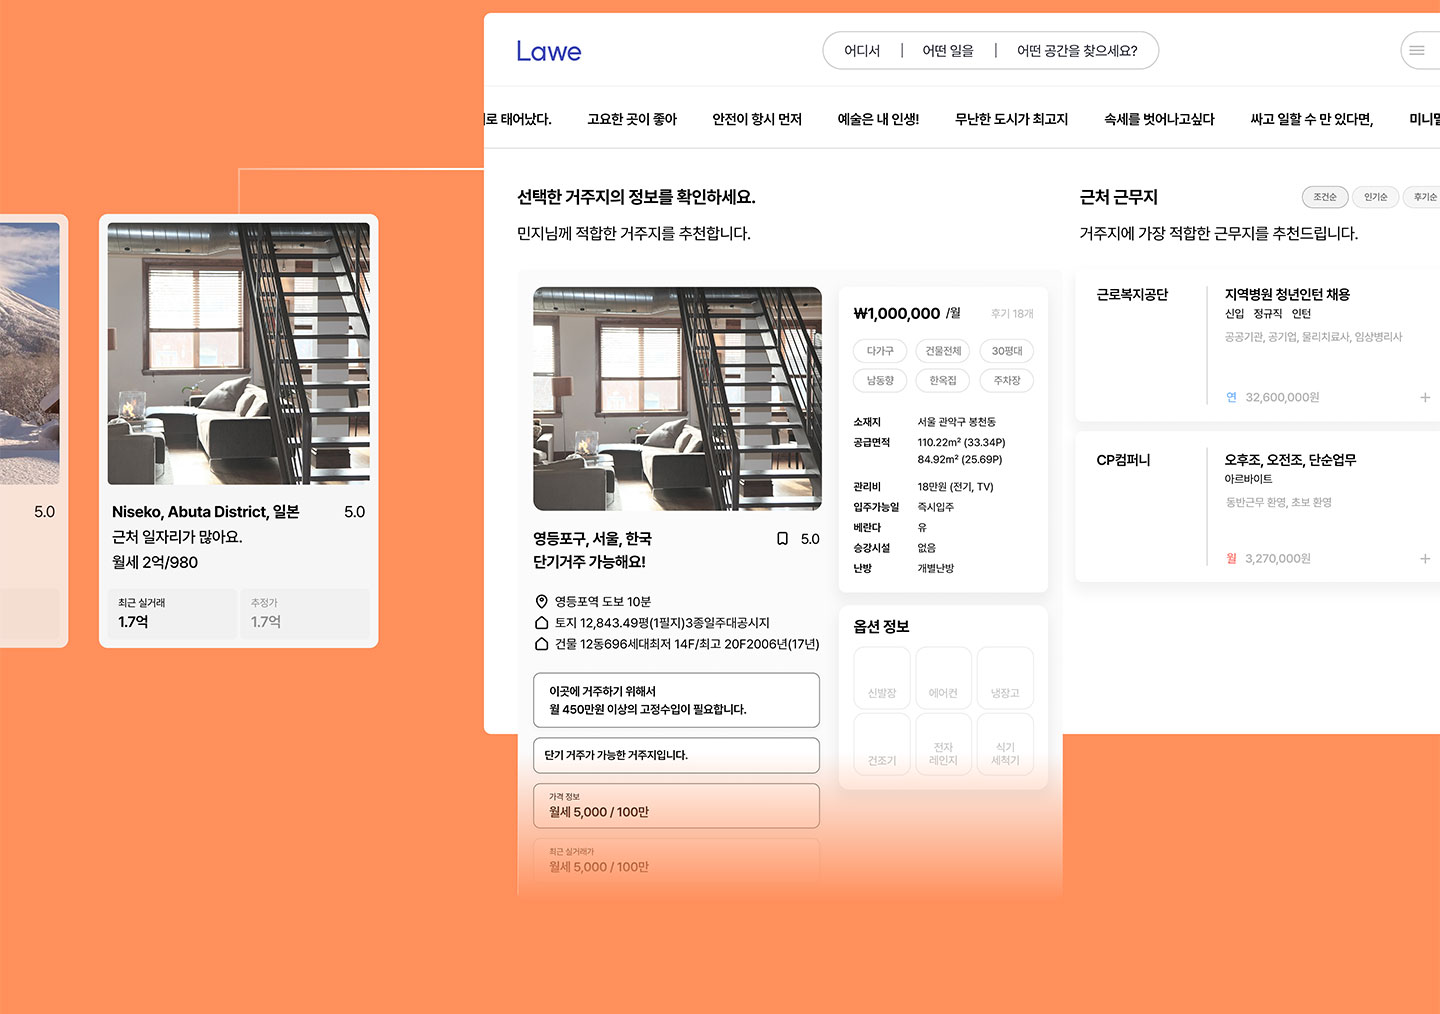 Lawe
어디서 | 어떤 일을 | 어떤 공간을 찾으세요?
로 태어났다. 고요한 곳이 좋아 안전이 항시 먼저 예술은 내 인생! 무난한 도시가 최고지 속세를 벗어나고싶다 싸고 일할 수 만 있다면, 미니멀
5.0
Niseko, Abuta District, 일본 5.0
근처 일자리가 많아요.
월세 2억/980
최근 실거래
1.7억
추정가
1.7억
선택한 거주지의 정보를 확인하세요.
민지님께 적합한 거주지를 추천합니다.
영등포구, 서울, 한국 5.0
단기거주 가능해요!
영등포역 도보 10분
토지 12,843.49평(1필지)3종일주대공시지
건물 12동696세대최저 14F/최고 20F2006년(17년)
이곳에 거주하기 위해서
월 450만원 이상의 고정수입이 필요합니다.
단기 거주가 가능한 거주지입니다.
가격 정보
월세 5,000 / 100만
최근 실거래가
월세 5,000 / 100만
₩1,000,000 /월 후기 18개
다가구 건물전체 30평대
남동향 한옥집 주차장
소재지 서울 관악구 봉천동
공급면적 110.22m² (33.34P)
84.92m² (25.69P)
관리비 18만원 (전기, TV)
입주가능일 즉시입주
베란다 유
승강시설 없음
난방 개별난방
옵션 정보
신발장 에어컨 냉장고
건조기 전자레인지 식기세척기
근처 근무지 조건순 인기순 후기순
거주지에 가장 적합한 근무지를 추천드립니다.
근로복지공단
지역병원 청년인턴 채용
신입 정규직 인턴
공공기관, 공기업, 물리치료사, 임상병리사
연 32,600,000원
CP컴퍼니
오후조, 오전조, 단순업무
아르바이트
동반근무 환영, 초보 환영
월 3,270,000원